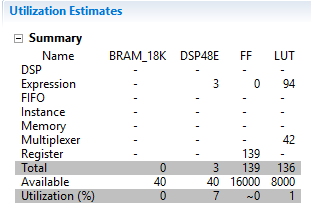 Utilization Estimates
Summary
Name BRAM_18K DSP48E FF LUT
DSP - - - -
Expression - 3 0 94
FIFO - - - -
Instance - - - -
Memory - - - -
Multiplexer - - - 42
Register - - 139 -
Total 0 3 139 136
Available 40 40 16000 8000
Utilization (%) 0 7 ~0 1